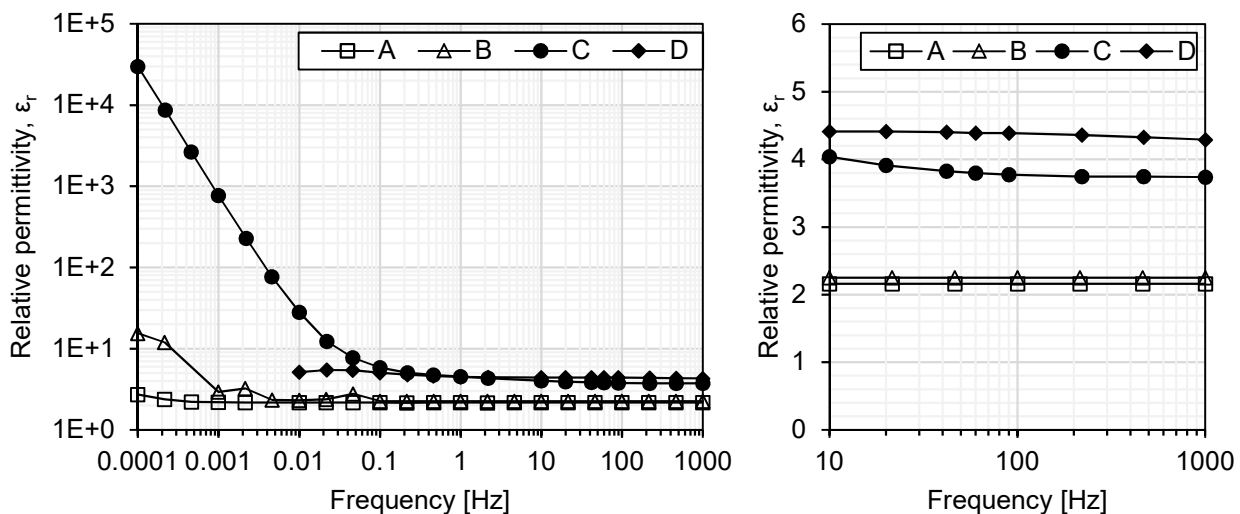 1E+5
1E+4
1E+3
1E+2
1E+1
1E+0
Relative permittivity, εr
A B C D
0.0001 0.001 0.01 0.1 1 10 100 1000
Frequency [Hz]
6
5
4
3
2
1
0
Relative permittivity, εr
A B C D
10 100 1000
Frequency [Hz]